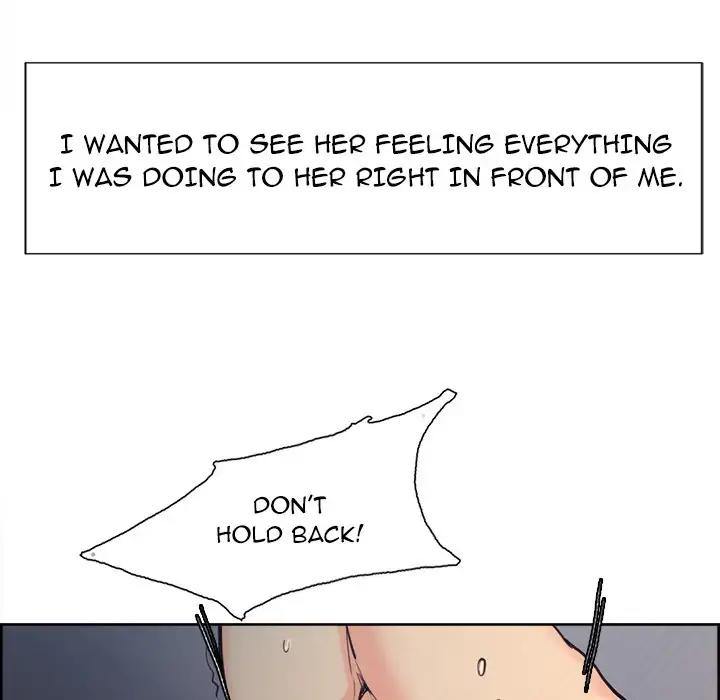 I WANTED TO SEE HER FEELING EVERYTHING
I WAS DOING TO HER RIGHT IN FRONT OF ME.
DON'T
HOLD BACK!